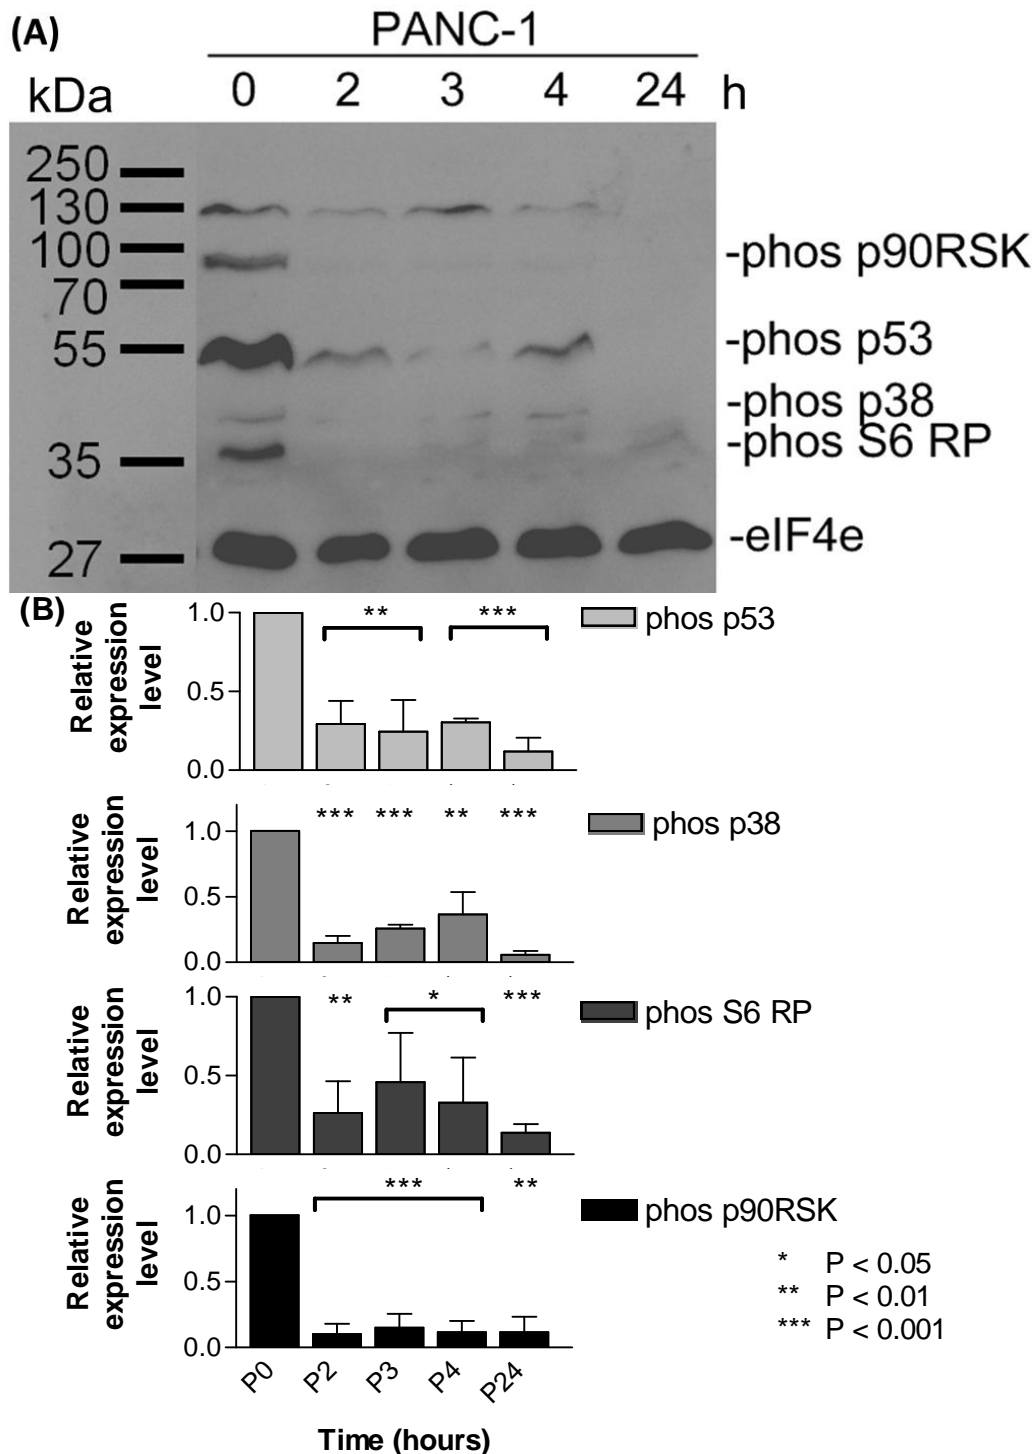 (A)
PANC-1
kDa 0 2 3 4 24 h
250
130
100
-phos p90RSK
70
55
-phos p53
-phos p38
-phos S6 RP
35
-eIF4e
27
(B)
Relative expression level
1.0
0.5
0.0
** ***
phos p53
Relative expression level
1.0
0.5
0.0
*** *** ** ***
phos p38
Relative expression level
1.0
0.5
0.0
** * ***
phos S6 RP
Relative expression level
1.0
0.5
0.0
*** **
phos p90RSK
* P < 0.05
** P < 0.01
*** P < 0.001
P0 P2 P3 P4 P24
Time (hours)